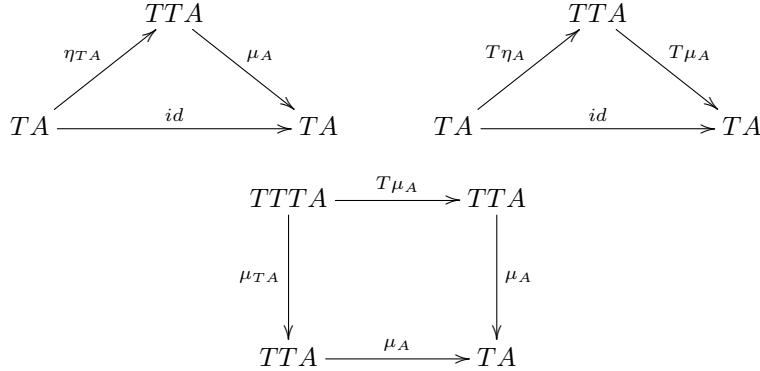 TTA TTA
η_{TA} μ_A Tη_A Tμ_A
TA id TA TA id TA
TTTA Tμ_A TTA
μ_{TA} μ_A
TTA μ_A TA